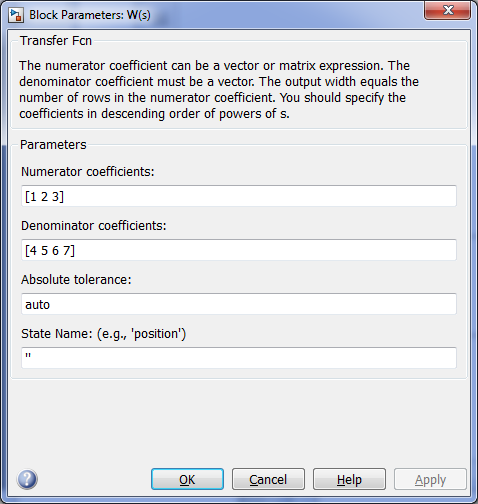 Block Parameters: W(s)
Transfer Fcn
The numerator coefficient can be a vector or matrix expression. The
denominator coefficient must be a vector. The output width equals the
number of rows in the numerator coefficient. You should specify the
coefficients in descending order of powers of s.
Parameters
Numerator coefficients:
[1 2 3]
Denominator coefficients:
[4 5 6 7]
Absolute tolerance:
auto
State Name: (e.g., 'position')
''
OK Cancel Help Apply